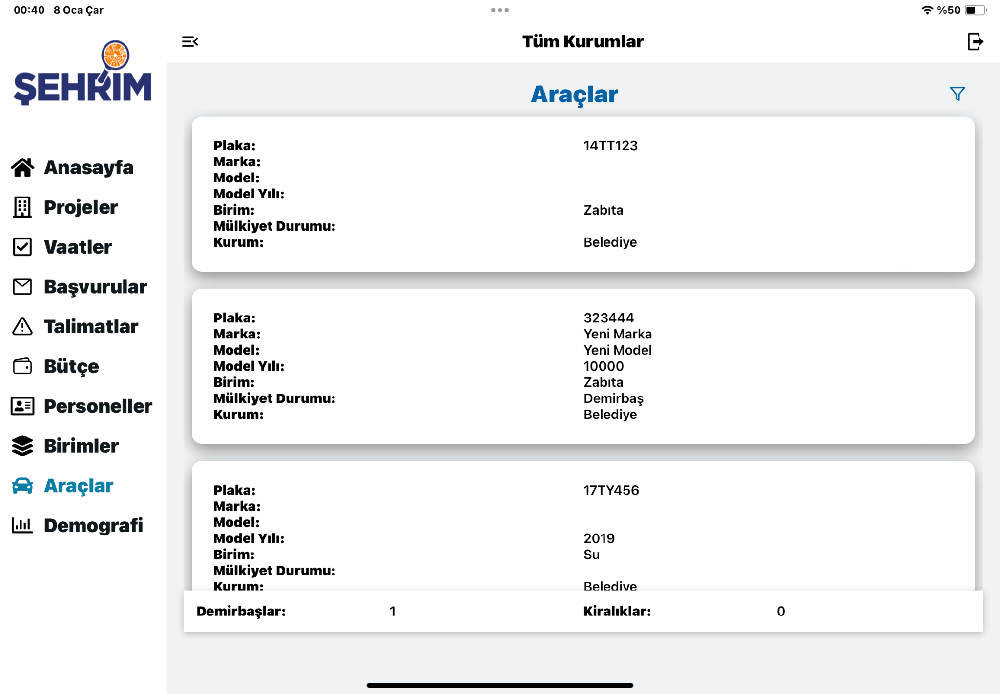 00:40 8 Oca Çar
%50
ŞEHRİM
Tüm Kurumlar
Anasayfa
Projeler
Vaatler
Başvurular
Talimatlar
Bütçe
Personeller
Birimler
Araçlar
Demografi
Araçlar
Plaka: 14TT123
Marka:
Model:
Model Yılı:
Birim: Zabıta
Mülkiyet Durumu:
Kurum: Belediye
Plaka: 323444
Marka: Yeni Marka
Model: Yeni Model
Model Yılı: 10000
Birim: Zabıta
Mülkiyet Durumu: Demirbaş
Kurum: Belediye
Plaka: 17TY456
Marka:
Model:
Model Yılı: 2019
Birim: Su
Mülkiyet Durumu:
Kurum: Belediye
Demirbaşlar: 1 Kiralıklar: 0